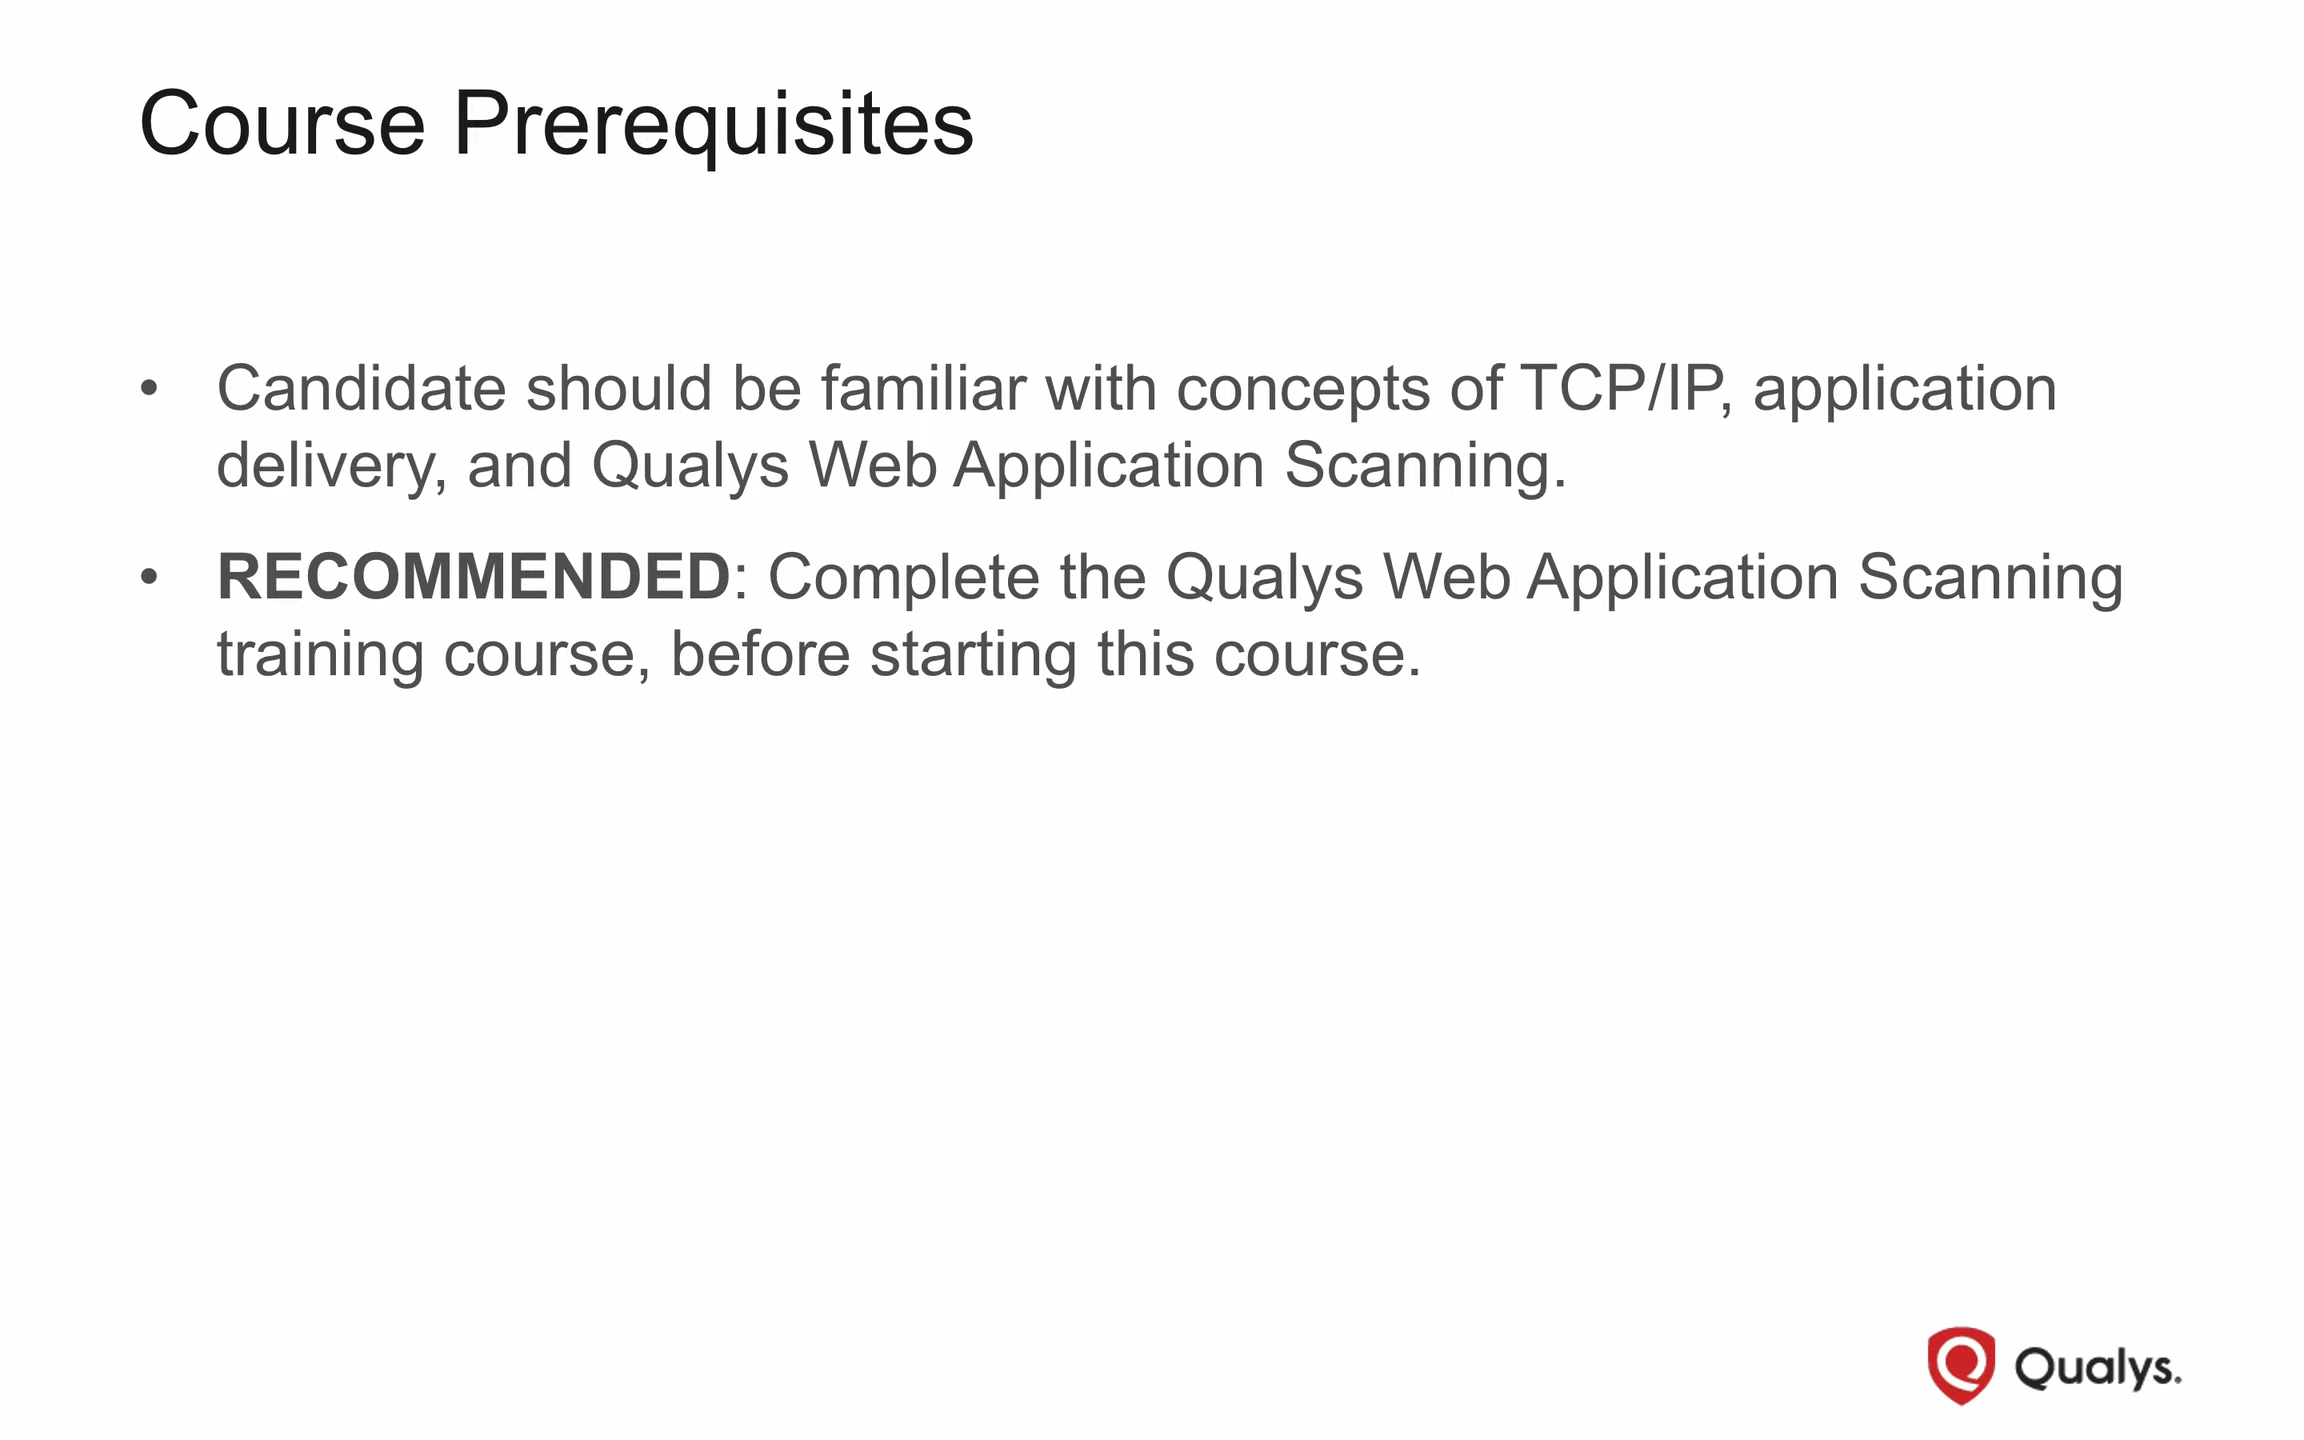 Course Prerequisites
• Candidate should be familiar with concepts of TCP/IP, application
delivery, and Qualys Web Application Scanning.
• RECOMMENDED: Complete the Qualys Web Application Scanning
training course, before starting this course.
Qualys.